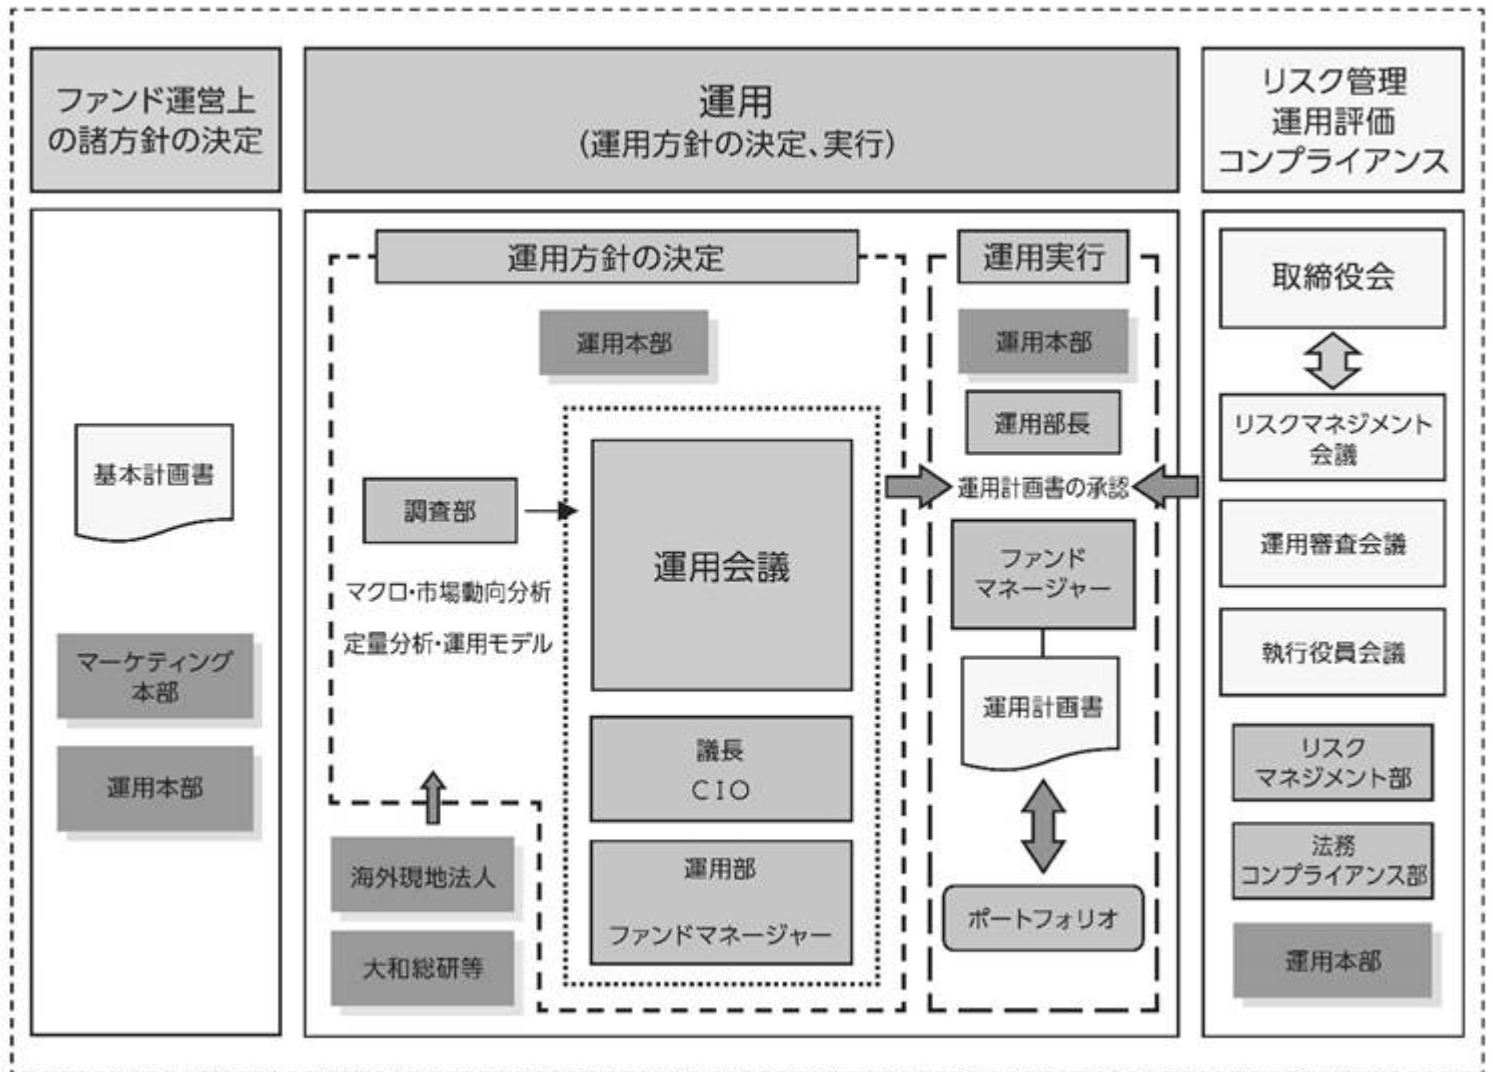 ファンド運営上
の諸方針の決定
基本計画書
マーケティング
本部
運用本部
運用
(運用方針の決定、実行)
運用方針の決定
運用本部
調査部
マクロ・市場動向分析
定量分析・運用モデル
海外現地法人
大和総研等
運用会議
議長
CIO
運用部
ファンドマネージャー
運用実行
運用本部
運用部長
運用計画書の承認
ファンド
マネージャー
運用計画書
ポートフォリオ
リスク管理
運用評価
コンプライアンス
取締役会
リスクマネジメント
会議
運用審査会議
執行役員会議
リスク
マネジメント部
法務
コンプライアンス部
運用本部